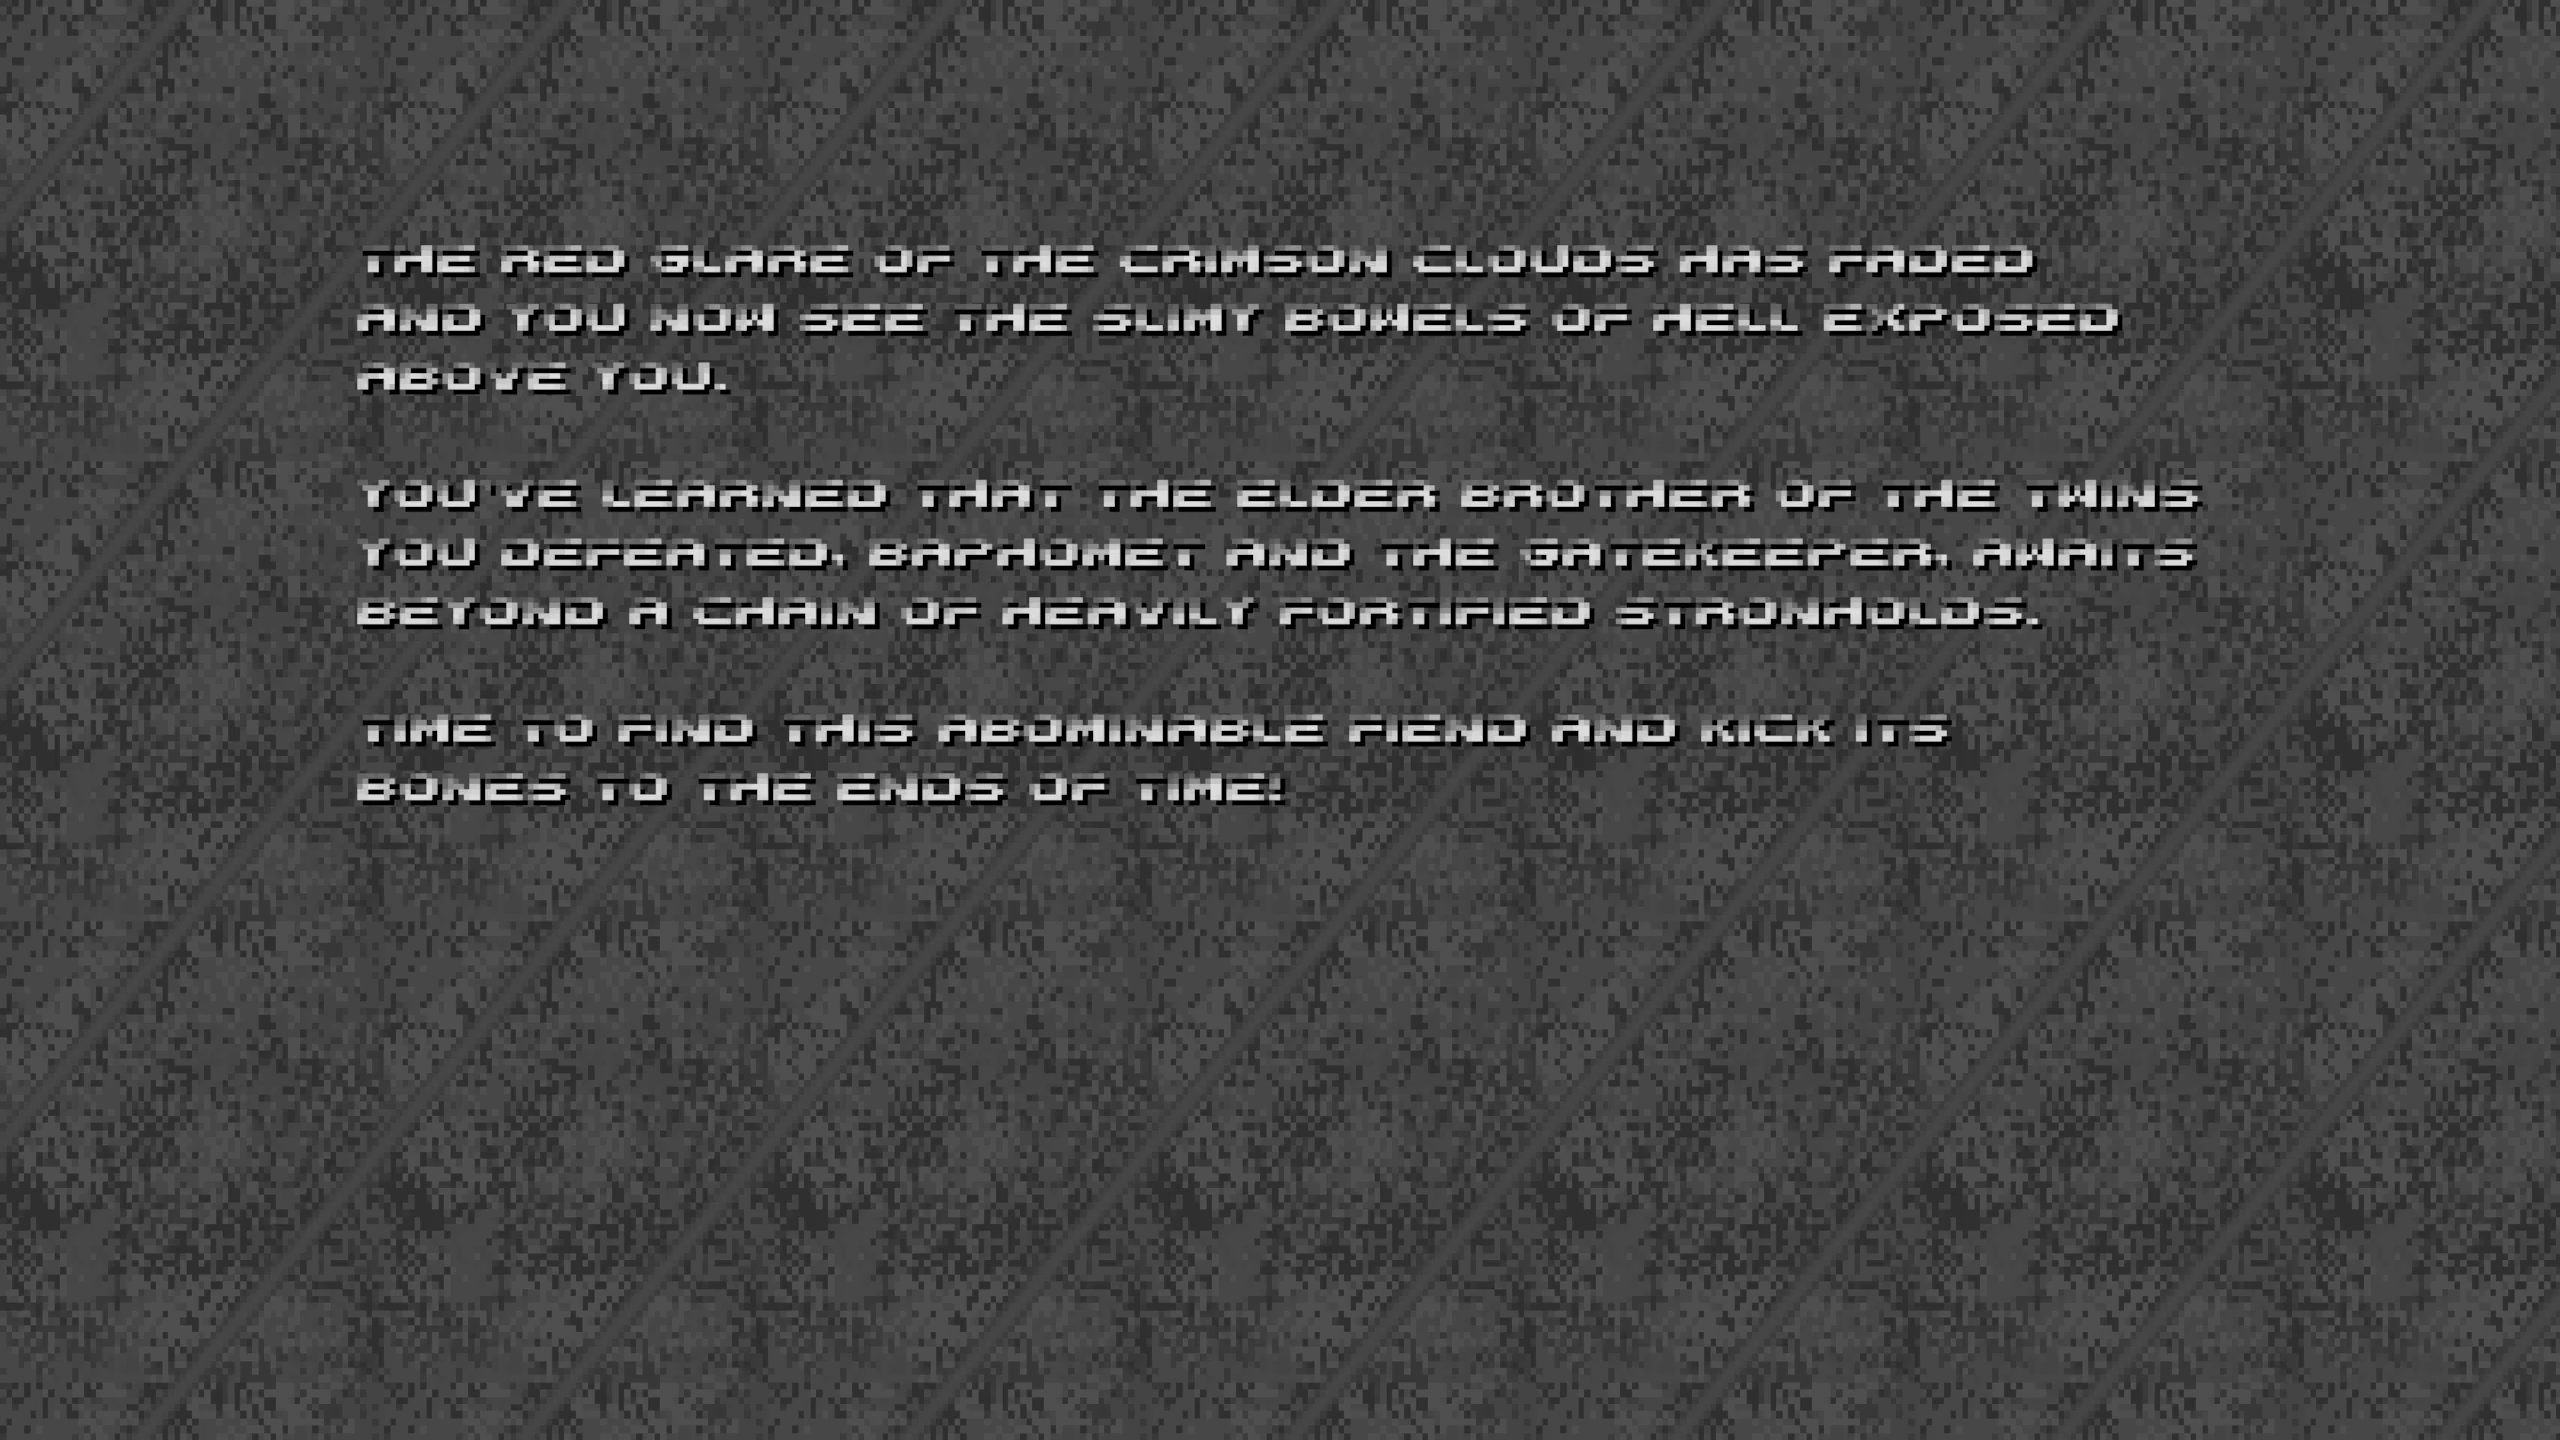 THE RED GLARE OF THE CRIMSON CLOUDS HAS FADED
AND YOU NOW SEE THE SLIMY BOWELS OF HELL EXPOSED
ABOVE YOU.
YOU'VE LEARNED THAT THE ELDER BROTHER OF THE TWINS
YOU DEFEATED, BAPHOMET AND THE GATEKEEPER, AWAITS
BEYOND A CHAIN OF HEAVILY FORTIFIED STRONHOLDS.
TIME TO FIND THIS ABOMINABLE FIEND AND KICK ITS
BONES TO THE ENDS OF TIME!